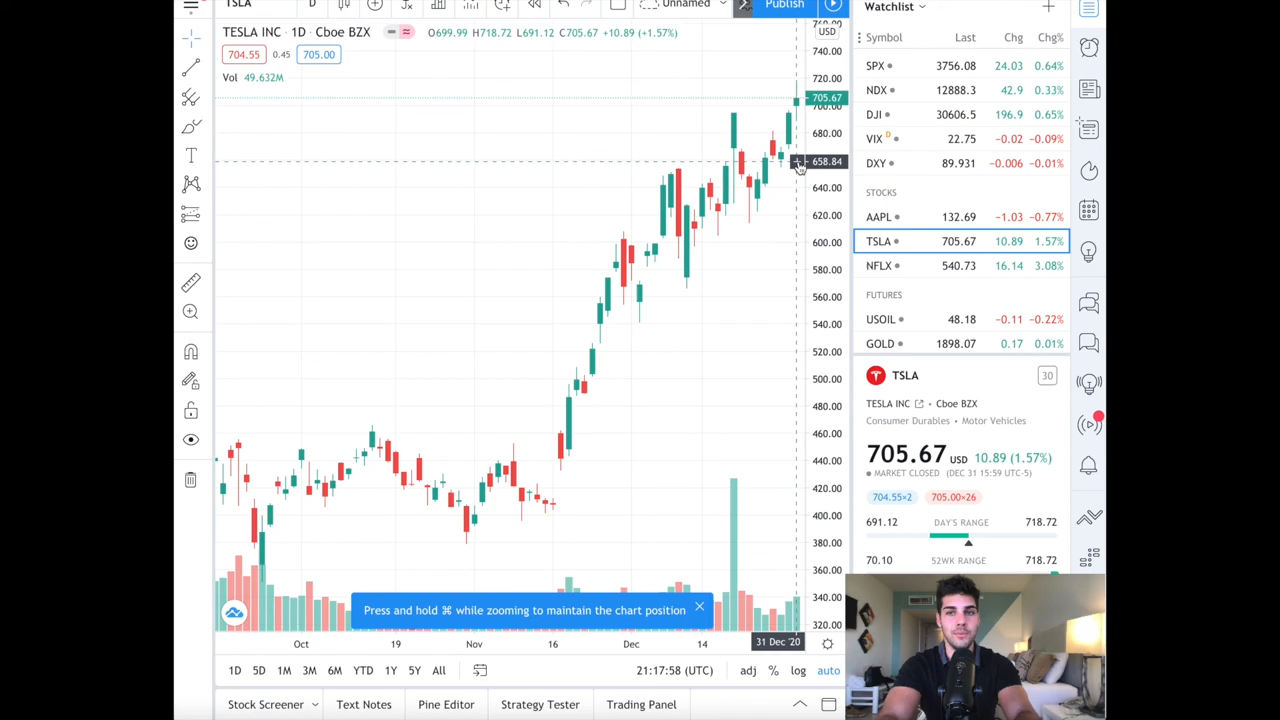 TSLA D Unnamed Publish
TESLA INC · 1D · Cboe BZX O699.99 H718.72 L691.12 C705.67 +10.89 (+1.57%)
704.55 0.45 705.00
Vol 49.632M
USD
740.00
720.00
705.67
700.00
680.00
658.84
640.00
620.00
600.00
580.00
560.00
540.00
520.00
500.00
480.00
460.00
440.00
420.00
400.00
380.00
360.00
340.00
320.00
Press and hold ⌘ while zooming to maintain the chart position
Oct 19 Nov 16 Dec 14 31 Dec '20
1D 5D 1M 3M 6M YTD 1Y 5Y All 21:17:58 (UTC) adj % log auto
Stock Screener Text Notes Pine Editor Strategy Tester Trading Panel
Watchlist
Symbol Last Chg Chg%
SPX 3756.08 24.03 0.64%
NDX 12888.3 42.9 0.33%
DJI 30606.5 196.9 0.65%
VIX D 22.75 −0.02 −0.09%
DXY 89.931 −0.006 −0.01%
STOCKS
AAPL 132.69 −1.03 −0.77%
TSLA 705.67 10.89 1.57%
NFLX 540.73 16.14 3.08%
FUTURES
USOIL 48.18 −0.11 −0.22%
GOLD 1898.07 0.17 0.01%
TSLA 30
TESLA INC • Cboe BZX
Consumer Durables • Motor Vehicles
705.67 USD 10.89 (1.57%)
MARKET CLOSED (DEC 31 15:59 UTC-5)
704.55×2 705.00×26
691.12 DAY'S RANGE 718.72
70.10 52WK RANGE 718.72